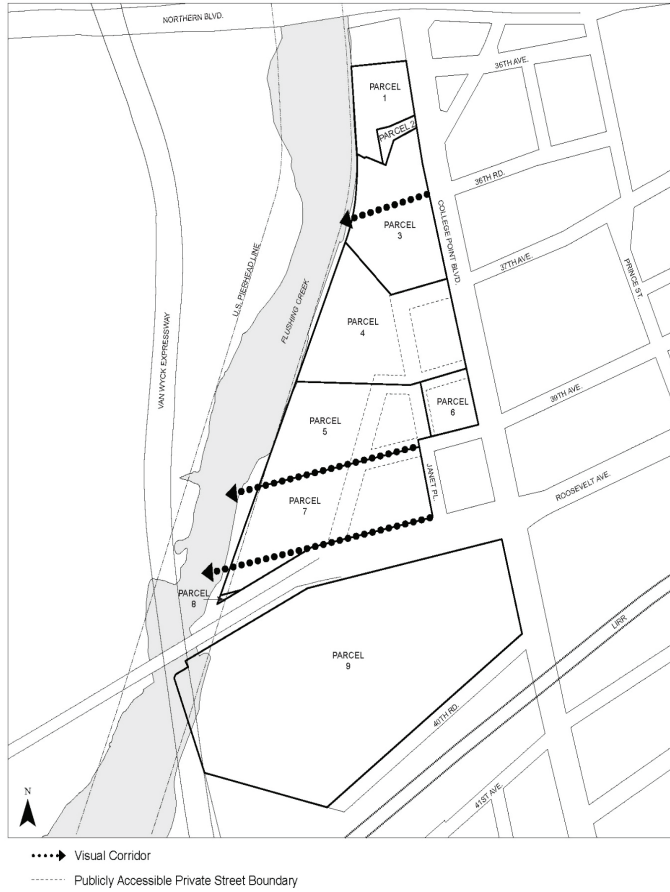 NORTHERN BLVD.
36TH AVE.
PARCEL
1
PARCEL 2
36TH RD.
PARCEL
3
COLLEGE POINT BLVD.
37TH AVE.
PRINCE ST.
U.S. PIERHEAD LINE
FLUSHING CREEK
VAN WYCK EXPRESSWAY
PARCEL
4
39TH AVE.
PARCEL
5
PARCEL
6
JANET PL.
ROOSEVELT AVE.
PARCEL
7
PARCEL
8
LIRR
PARCEL
9
40TH RD.
41ST AVE.
N
Visual Corridor
Publicly Accessible Private Street Boundary